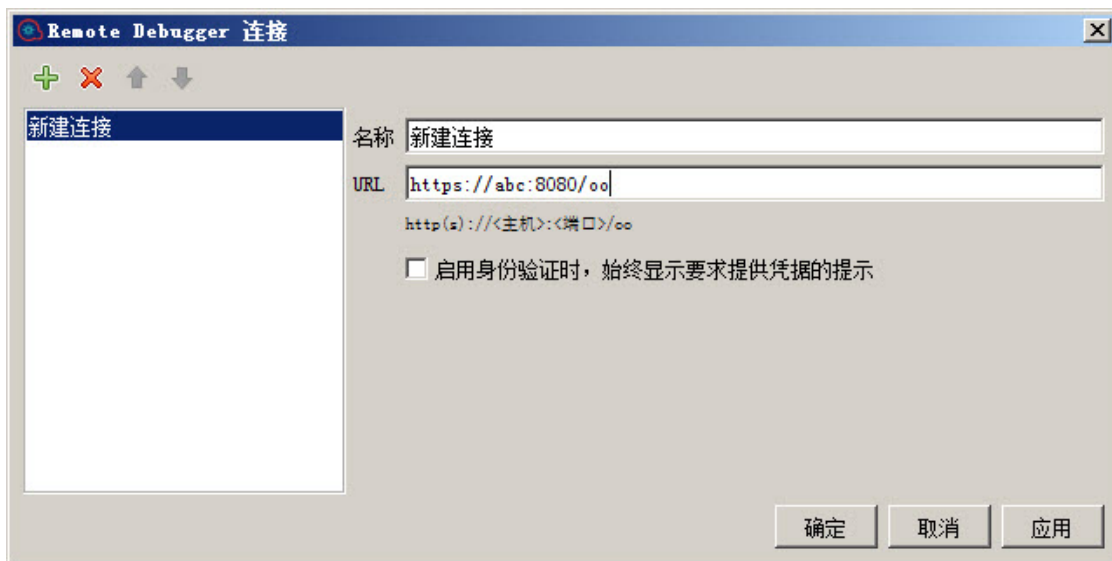 Remote Debugger 连接
新建连接
名称 新建连接
URL https://abc:8080/oo
http(s)://<主机>:<端口>/oo
启用身份验证时，始终显示要求提供凭据的提示
确定 取消 应用